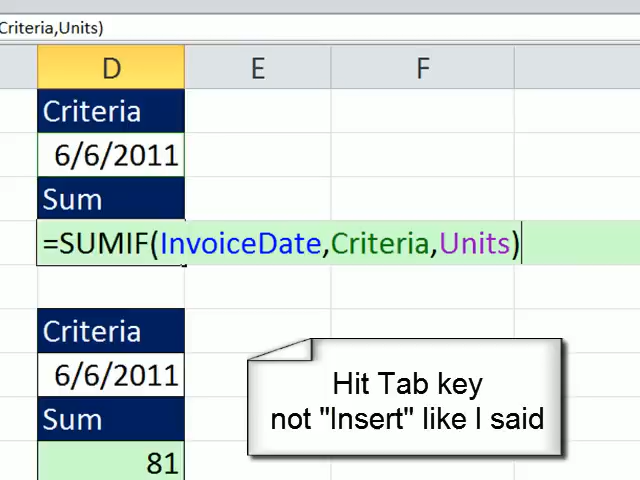 Criteria,Units)
D E F
Criteria
6/6/2011
Sum
=SUMIF(InvoiceDate,Criteria,Units)
Criteria
6/6/2011
Sum
81
Hit Tab key
not "Insert" like I said